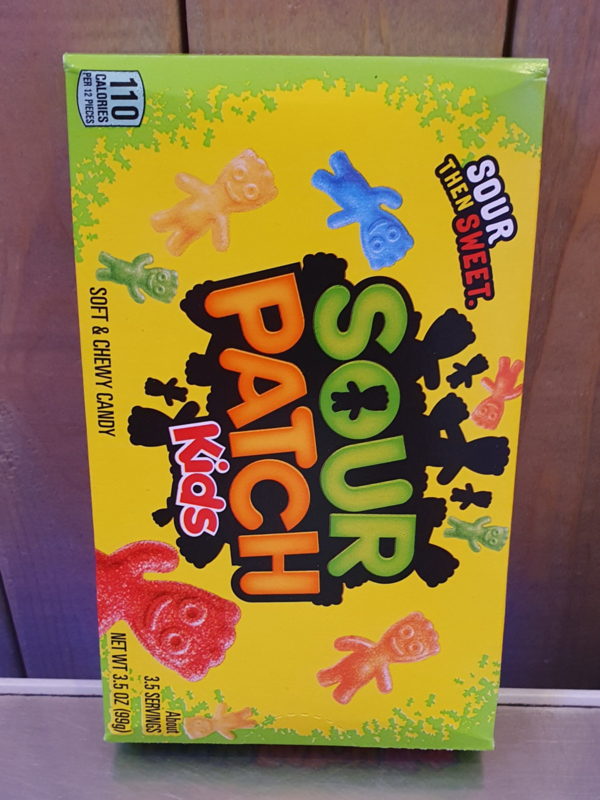 SOUR
THEN SWEET.
SOUR
PATCH
Kids
110
CALORIES
PER 12 PIECES
SOFT & CHEWY CANDY
About
3.5 SERVINGS
NET WT 3.5 OZ (99g)